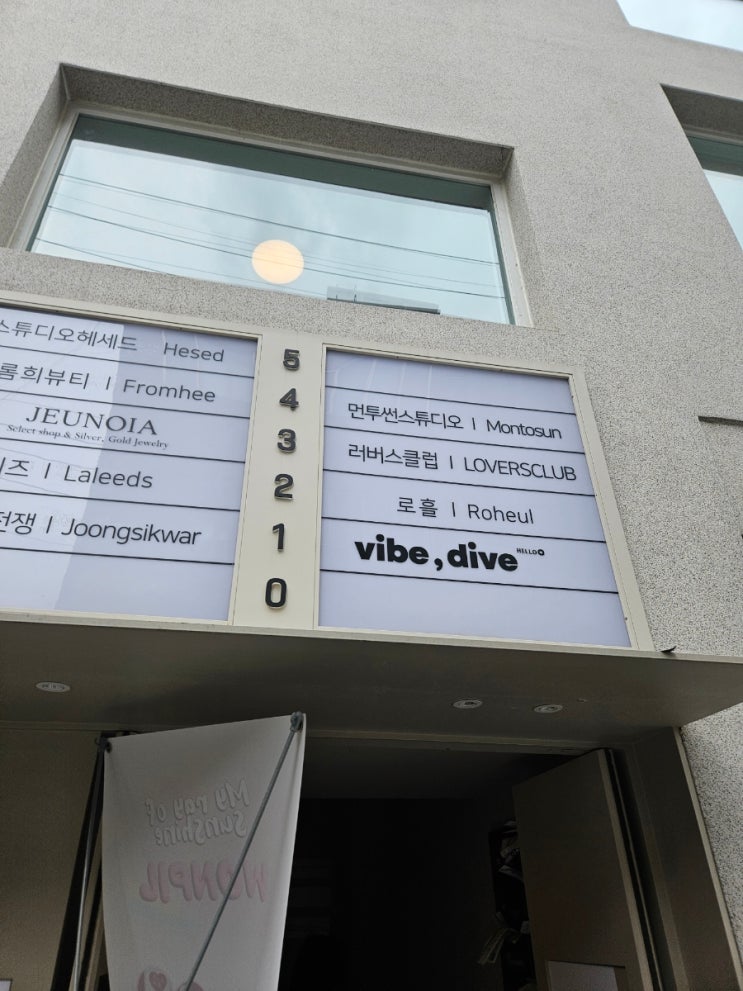 스튜디오헤세드 Hesed
롬희뷰티 | Fromhee
JEUNOIA
Select shop & Silver, Gold Jewelry
| Laleeds
전쟁 | Joongsikwar
5
4
3
2
1
0
먼투썬스튜디오 | Montosun
러버스클럽 | LOVERSCLUB
로흘 | Roheul
vibe, dive HELLO
My ray of
Sunshine
WONPIL